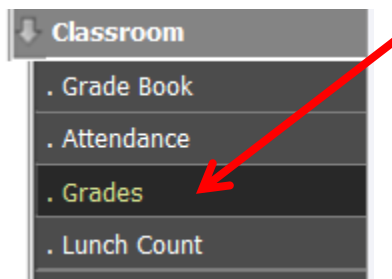 Classroom
. Grade Book
. Attendance
. Grades
. Lunch Count